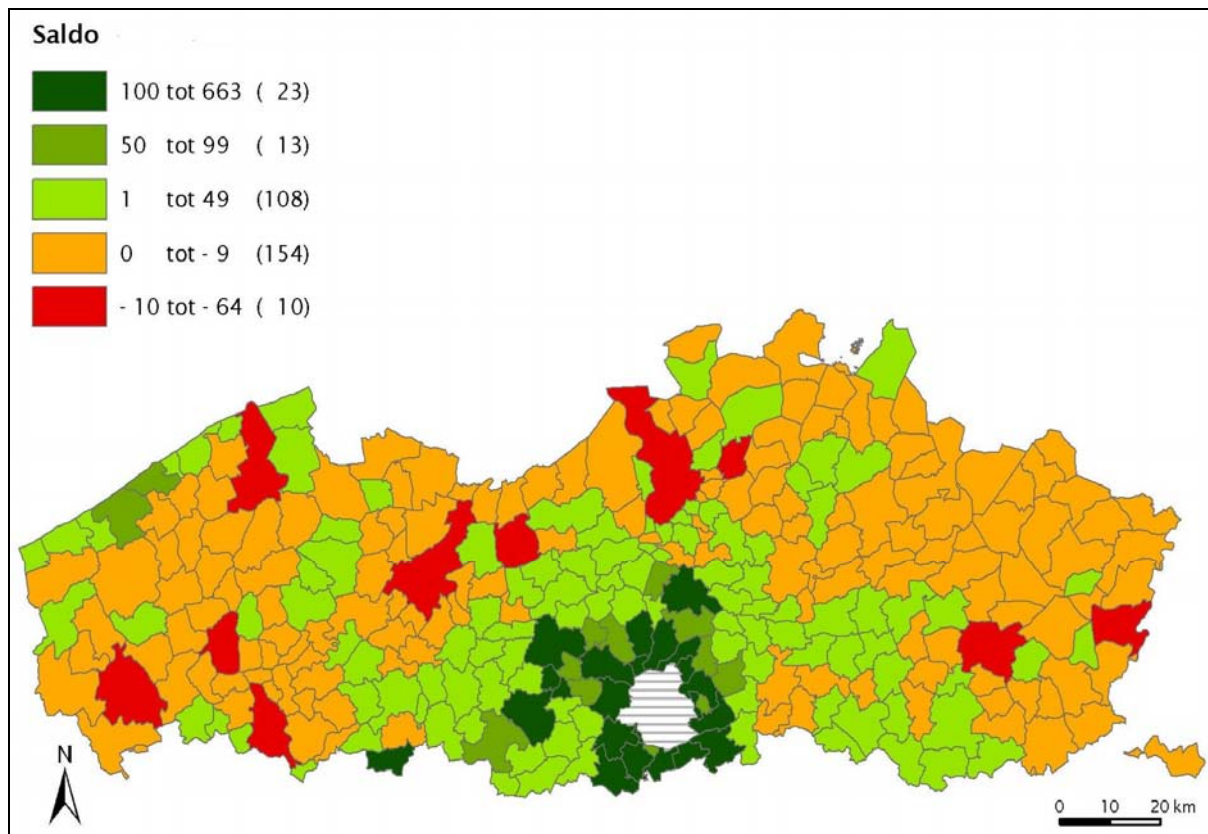 Saldo
100 tot 663 ( 23)
50 tot 99 ( 13)
1 tot 49 (108)
0 tot - 9 (154)
- 10 tot - 64 ( 10)
N
0 10 20 km